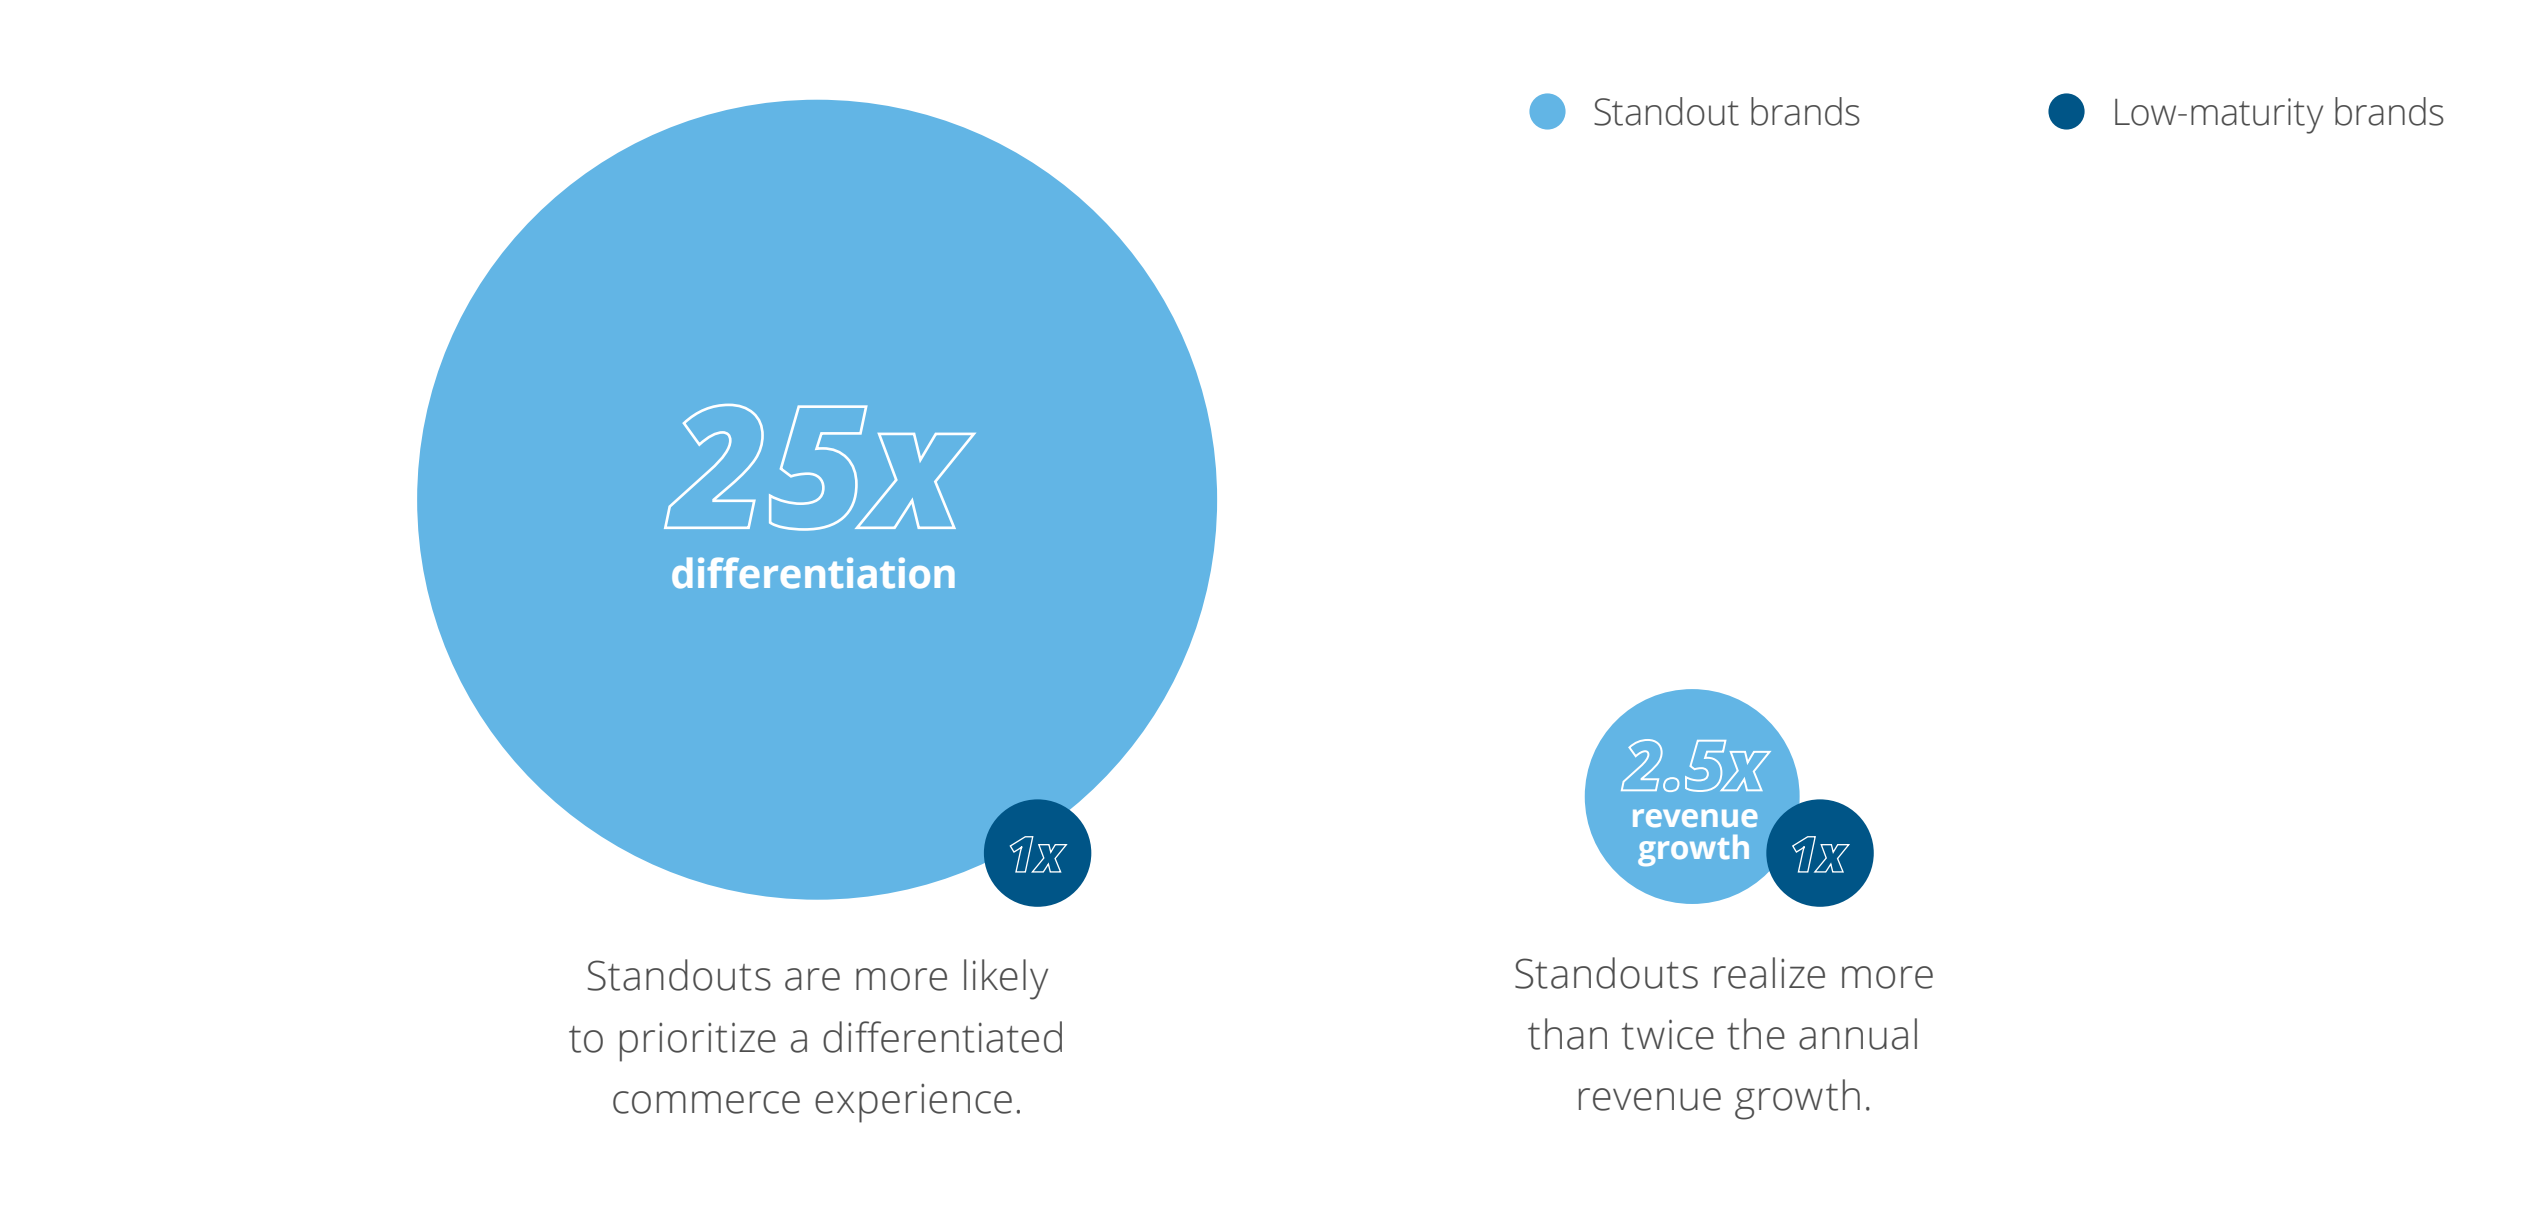 Standout brands
Low-maturity brands
25x
differentiation
1x
Standouts are more likely
to prioritize a differentiated
commerce experience.
2.5x
revenue
growth
1x
Standouts realize more
than twice the annual
revenue growth.